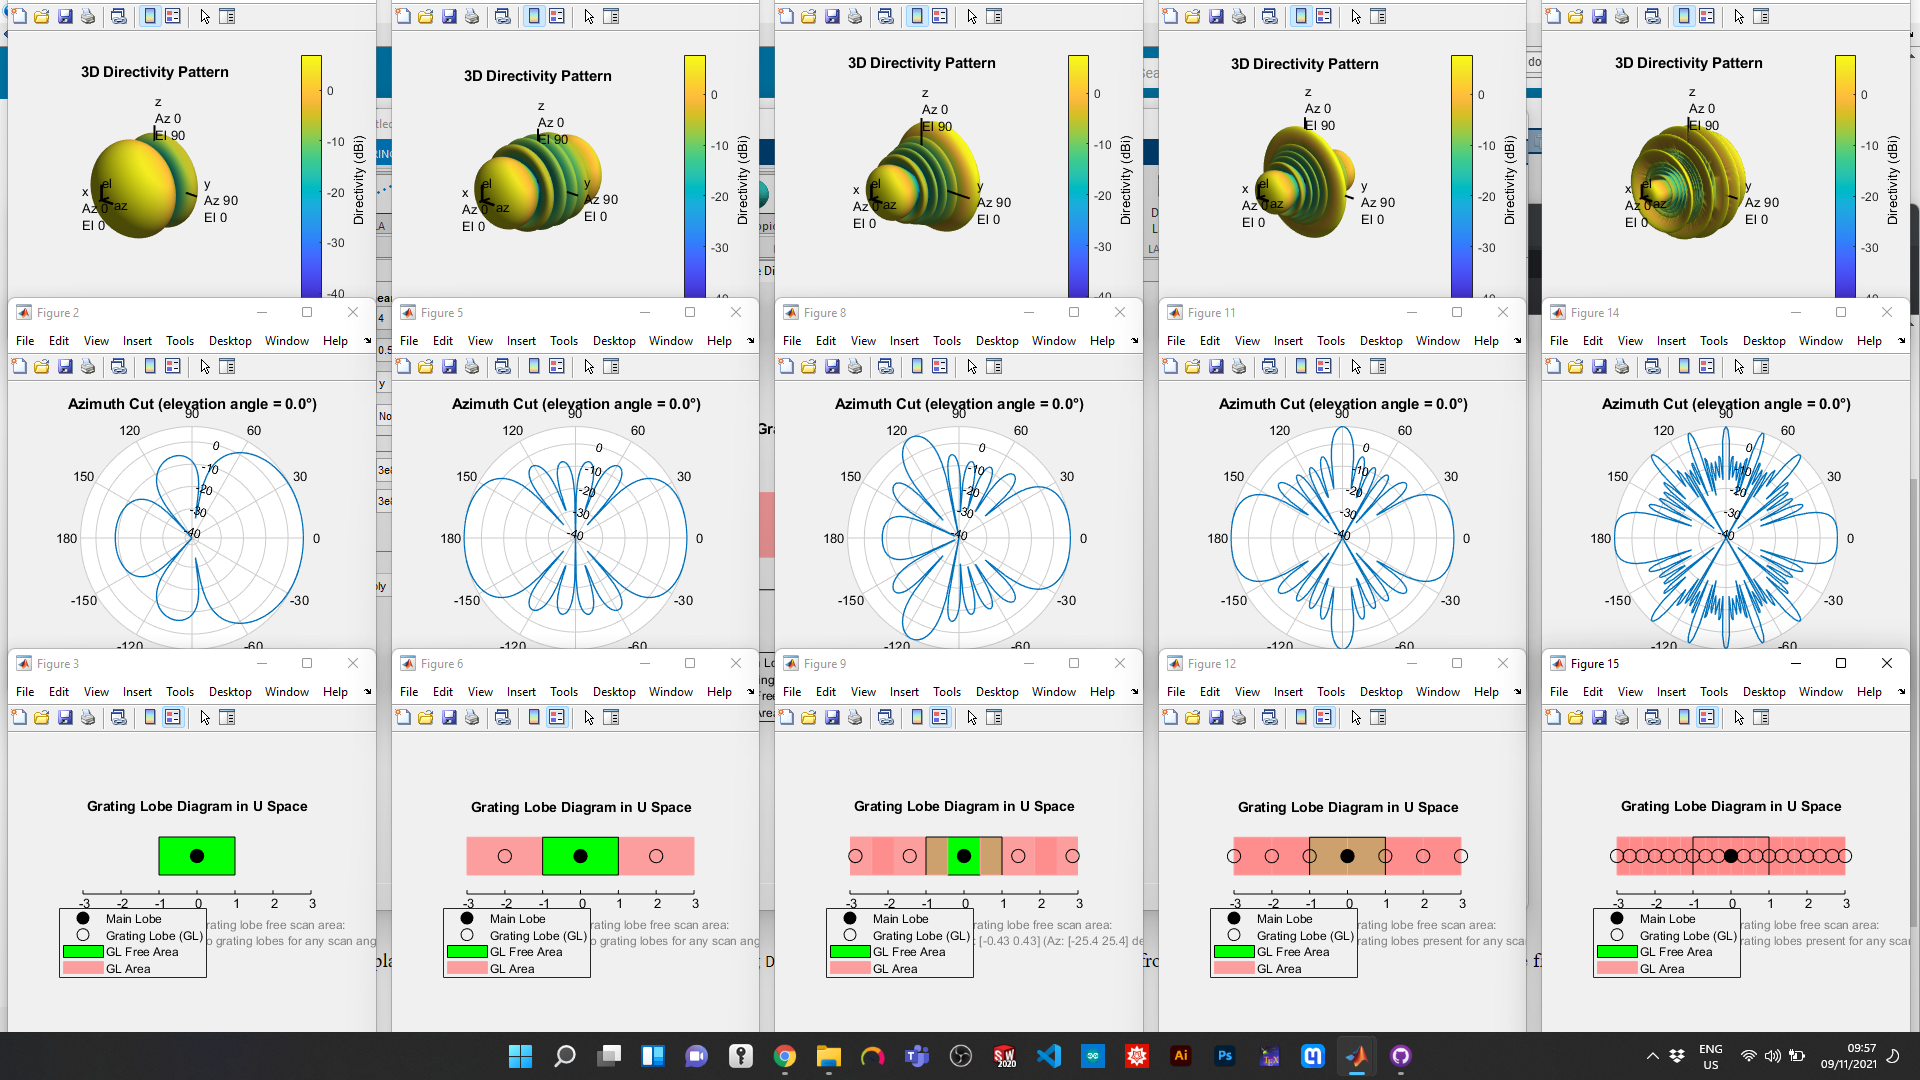 3D Directivity Pattern
z
Az 0
El 90
x
Az 0
El 0
el
az
y
Az 90
El 0
0
-10
-20
-30
-40
Directivity (dBi)
3D Directivity Pattern
z
Az 0
El 90
x
Az 0
El 0
el
az
y
Az 90
El 0
0
-10
-20
-30
Directivity (dBi)
3D Directivity Pattern
z
Az 0
El 90
x
Az 0
El 0
el
az
y
Az 90
El 0
0
-10
-20
-30
-40
Directivity (dBi)
3D Directivity Pattern
z
Az 0
El 90
x
Az 0
El 0
el
az
y
Az 90
El 0
0
-10
-20
-30
Directivity (dBi)
3D Directivity Pattern
z
Az 0
El 90
x
Az 0
El 0
el
az
y
Az 90
El 0
0
-10
-20
-30
Directivity (dBi)
Figure 2
File Edit View Insert Tools Desktop Window Help
Azimuth Cut (elevation angle = 0.0°)
90
120 60
150 30
180 0
-150 -30
-120 -60
0
-10
-20
-30
-40
Figure 5
File Edit View Insert Tools Desktop Window Help
Azimuth Cut (elevation angle = 0.0°)
90
120 60
150 30
180 0
-150 -30
-120 -60
0
-10
-20
-30
-40
Figure 8
File Edit View Insert Tools Desktop Window Help
Azimuth Cut (elevation angle = 0.0°)
90
120 60
150 30
180 0
-150 -30
-120 -60
0
-10
-20
-30
-40
Figure 11
File Edit View Insert Tools Desktop Window Help
Azimuth Cut (elevation angle = 0.0°)
90
120 60
150 30
180 0
-150 -30
-120 -60
0
-10
-20
-30
-40
Figure 14
File Edit View Insert Tools Desktop Window Help
Azimuth Cut (elevation angle = 0.0°)
90
120 60
150 30
180 0
-150 -30
-120 -60
0
-10
-20
-30
-40
Figure 3
File Edit View Insert Tools Desktop Window Help
Grating Lobe Diagram in U Space
-3 -2 -1 0 1 2 3
Main Lobe
Grating Lobe (GL)
GL Free Area
GL Area
rating lobe free scan area:
o grating lobes for any scan ang
Figure 6
File Edit View Insert Tools Desktop Window Help
Grating Lobe Diagram in U Space
-3 -2 -1 0 1 2 3
Main Lobe
Grating Lobe (GL)
GL Free Area
GL Area
rating lobe free scan area:
o grating lobes for any scan ang
Figure 9
File Edit View Insert Tools Desktop Window Help
Grating Lobe Diagram in U Space
-3 -2 -1 0 1 2 3
Main Lobe
Grating Lobe (GL)
GL Free Area
GL Area
rating lobe free scan area:
: [-0.43 0.43] (Az: [-25.4 25.4] de
Figure 12
File Edit View Insert Tools Desktop Window Help
Grating Lobe Diagram in U Space
-3 -2 -1 0 1 2 3
Main Lobe
Grating Lobe (GL)
GL Free Area
GL Area
rating lobe free scan area:
rating lobes present for any sca
Figure 15
File Edit View Insert Tools Desktop Window Help
Grating Lobe Diagram in U Space
-3 -2 -1 0 1 2 3
Main Lobe
Grating Lobe (GL)
GL Free Area
GL Area
rating lobe free scan area:
rating lobes present for any scan
SW
2020
Ai
Ps
ENG
US
09:57
09/11/2021